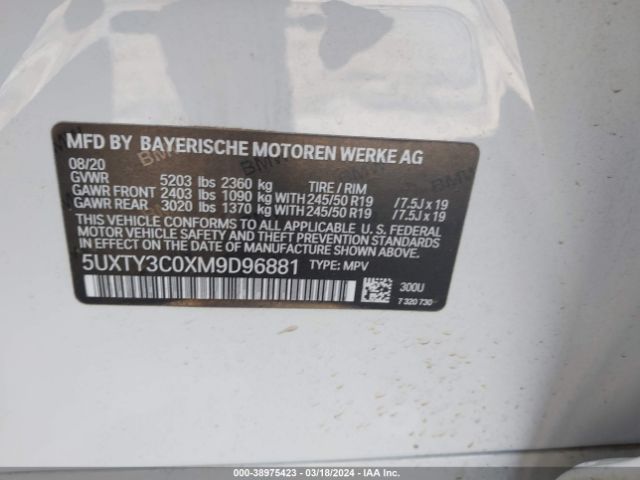 MFD BY BAYERISCHE MOTOREN WERKE AG
08/20
GVWR 5203 lbs 2360 kg TIRE / RIM
GAWR FRONT 2403 lbs 1090 kg WITH 245/50 R19 /7.5J x 19
GAWR REAR 3020 lbs 1370 kg WITH 245/50 R19 /7.5J x 19
THIS VEHICLE CONFORMS TO ALL APPLICABLE U. S. FEDERAL
MOTOR VEHICLE SAFETY, BUMPER, AND THEFT PREVENTION
STANDARDS IN EFFECT ON THE DATE OF MANUFACTURE SHOWN ABOVE.
5UXTY3C0XM9D96881 TYPE: MPV
300U
7 320 730
000-38975423 - 03/18/2024 - IAA Inc.